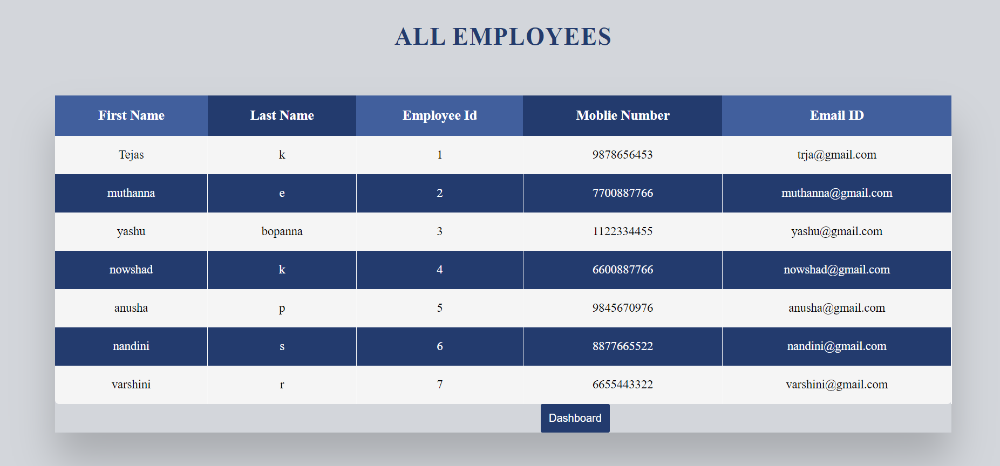 ALL EMPLOYEES
First Name Last Name Employee Id Moblie Number Email ID
Tejas k 1 9878656453 trja@gmail.com
muthanna e 2 7700887766 muthanna@gmail.com
yashu bopanna 3 1122334455 yashu@gmail.com
nowshad k 4 6600887766 nowshad@gmail.com
anusha p 5 9845670976 anusha@gmail.com
nandini s 6 8877665522 nandini@gmail.com
varshini r 7 6655443322 varshini@gmail.com
Dashboard